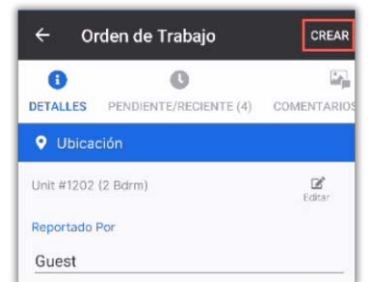 Orden de Trabajo
CREAR
DETALLES
PENDIENTE/RECIENTE (4)
COMENTARIOS
Ubicación
Unit #1202 (2 Bdrm)
Editar
Reportado Por
Guest